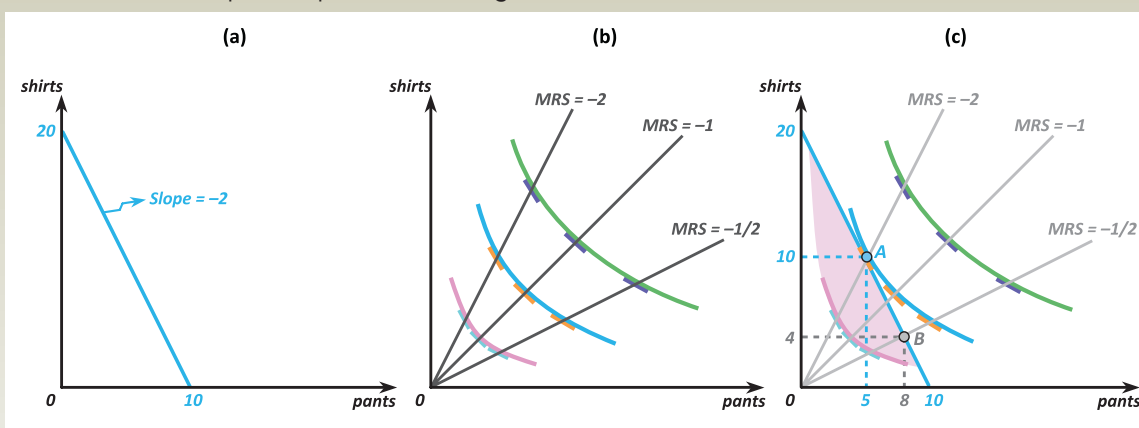 (a)
shirts
20
Slope = –2
0
10
pants
(b)
shirts
MRS = –2
MRS = –1
MRS = –1/2
0
pants
(c)
shirts
MRS = –2
20
MRS = –1
MRS = –1/2
10
A
4
B
0
5
8
10
pants